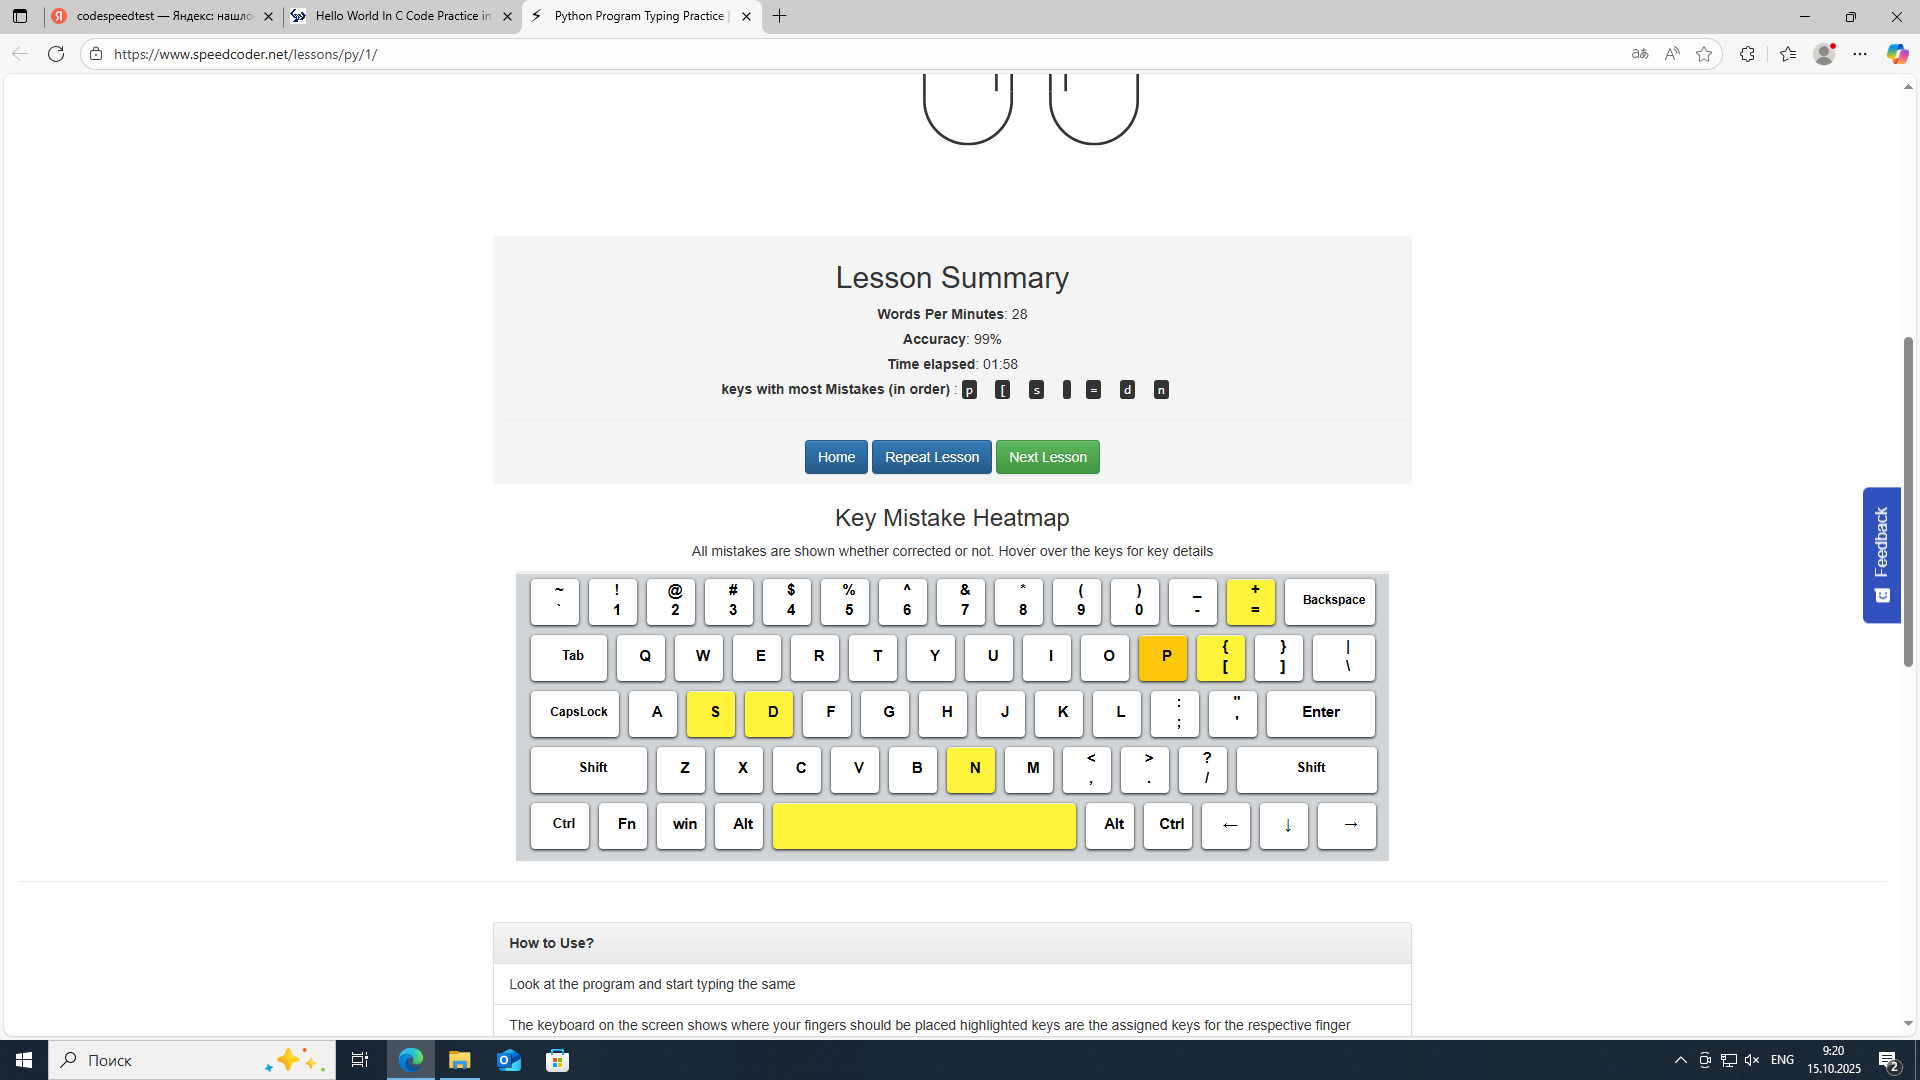 codespeedtest — Яндекс: нашло
Hello World In C Code Practice in
Python Program Typing Practice |
https://www.speedcoder.net/lessons/py/1/
Lesson Summary
Words Per Minutes: 28
Accuracy: 99%
Time elapsed: 01:58
keys with most Mistakes (in order) : p [ s = d n
Home Repeat Lesson Next Lesson
Feedback
Key Mistake Heatmap
All mistakes are shown whether corrected or not. Hover over the keys for key details
~ ! @ # $ % ^ & * ( ) _ +
` 1 2 3 4 5 6 7 8 9 0 - = Backspace
Tab Q W E R T Y U I O P { [ } ] | \
CapsLock A S D F G H J K L : ; " ' Enter
Shift Z X C V B N M < , > . ? / Shift
Ctrl Fn win Alt Alt Ctrl ← ↓ →
How to Use?
Look at the program and start typing the same
The keyboard on the screen shows where your fingers should be placed highlighted keys are the assigned keys for the respective finger
Поиск
ENG
9:20
15.10.2025
2